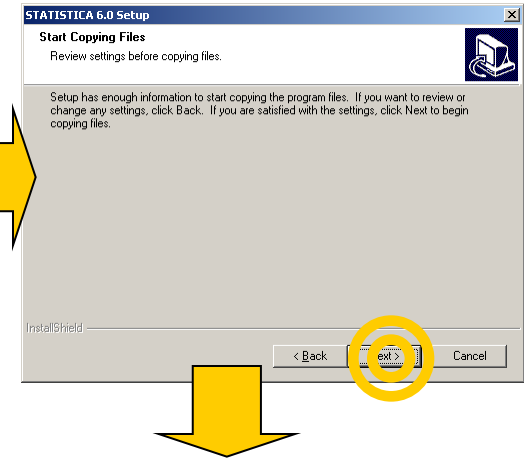 STATISTICA 6.0 Setup
Start Copying Files
Review settings before copying files.
Setup has enough information to start copying the program files. If you want to review or
change any settings, click Back. If you are satisfied with the settings, click Next to begin
copying files.
InstallShield
< Back
ext >
Cancel